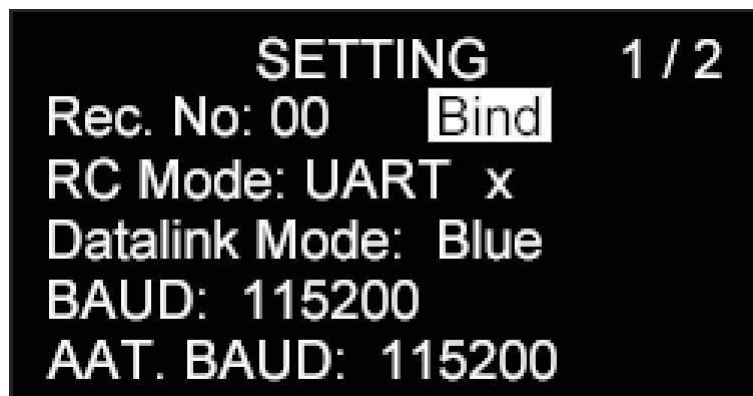 SETTING 1 / 2
Rec. No: 00 Bind
RC Mode: UART x
Datalink Mode: Blue
BAUD: 115200
AAT. BAUD: 115200